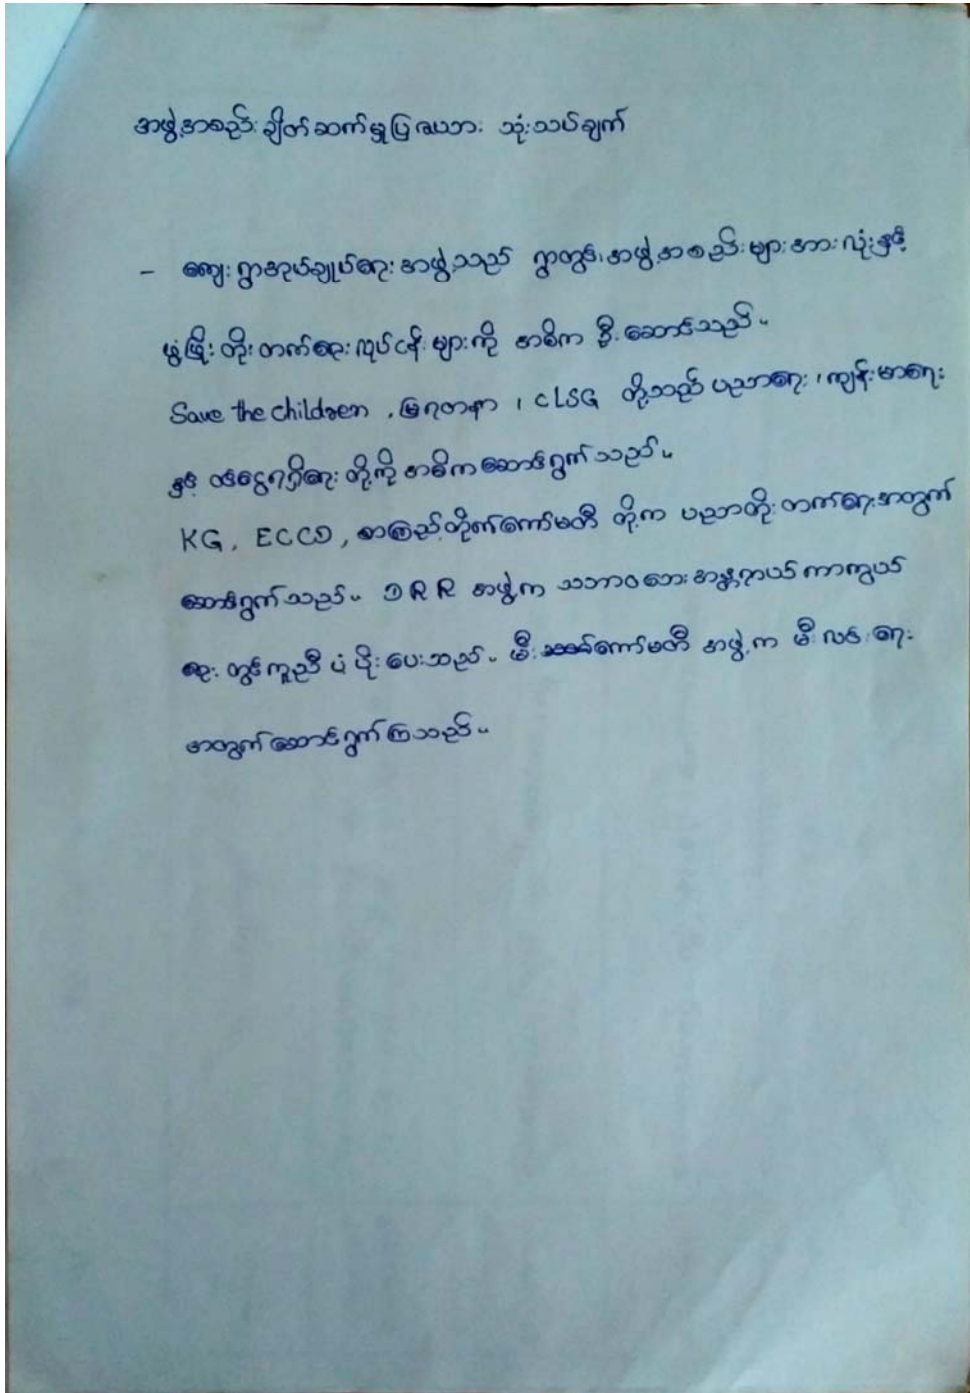 အဖွဲ့အစည်းချိတ်ဆက်မှုပြဇယား သုံးသပ်ချက်
- ကျေးရွာအုပ်ချုပ်ရေးအဖွဲ့သည် ရွာတွင်းအဖွဲ့အစည်းများအားလုံးနှင့်
ဖွံ့ဖြိုးတိုးတက်ရေးလုပ်ငန်းများကို အဓိကဦးဆောင်သည်။
Save the children, မြရတနာ, CLSG တို့သည် ပညာရေး၊ ကျန်းမာရေး
နှင့် ဝင်ငွေရရှိရေးတို့ကို အဓိကဆောင်ရွက်သည်။
KG, ECCD, စာကြည့်တိုက်ကော်မတီ တို့က ပညာတိုးတက်ရေးအတွက်
ဆောင်ရွက်သည်။ DRR အဖွဲ့က သဘာဝဘေးအန္တရာယ်ကာကွယ်
ရေးတွင်ကူညီပံ့ပိုးပေးသည်။ မီးကော်မတီအဖွဲ့က မီးလင်းရေး
အတွက်ဆောင်ရွက်ကြသည်။